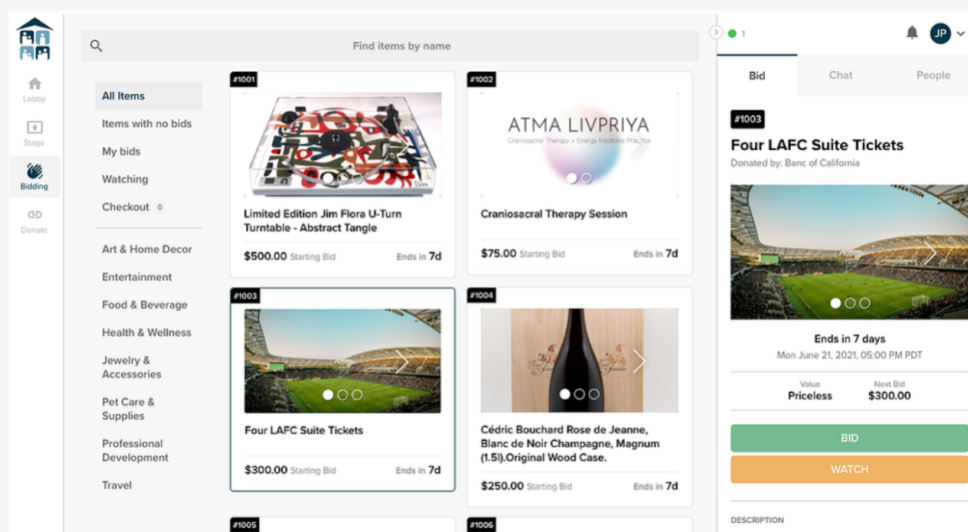 Find items by name
1
JP
Lobby
Stage
Bidding
Donate
All Items
Items with no bids
My bids
Watching
Checkout 0
Art & Home Decor
Entertainment
Food & Beverage
Health & Wellness
Jewelry &
Accessories
Pet Care &
Supplies
Professional
Development
Travel
#1001
Limited Edition Jim Flora U-Turn
Turntable - Abstract Tangle
$500.00 Starting Bid Ends in 7d
#1002
ATMA LIVPRIYA
Craniosacral Therapy + Energy Medicine Practice
Craniosacral Therapy Session
$75.00 Starting Bid Ends in 7d
#1003
Four LAFC Suite Tickets
$300.00 Starting Bid Ends in 7d
#1004
Cédric Bouchard Rose de Jeanne,
Blanc de Noir Champagne, Magnum
(1.5l).Original Wood Case.
$250.00 Starting Bid Ends in 7d
#1005
#1006
Bid Chat People
#1003
Four LAFC Suite Tickets
Donated by: Banc of California
Ends in 7 days
Mon June 21, 2021, 05:00 PM PDT
Value Next Bid
Priceless $300.00
BID
WATCH
DESCRIPTION